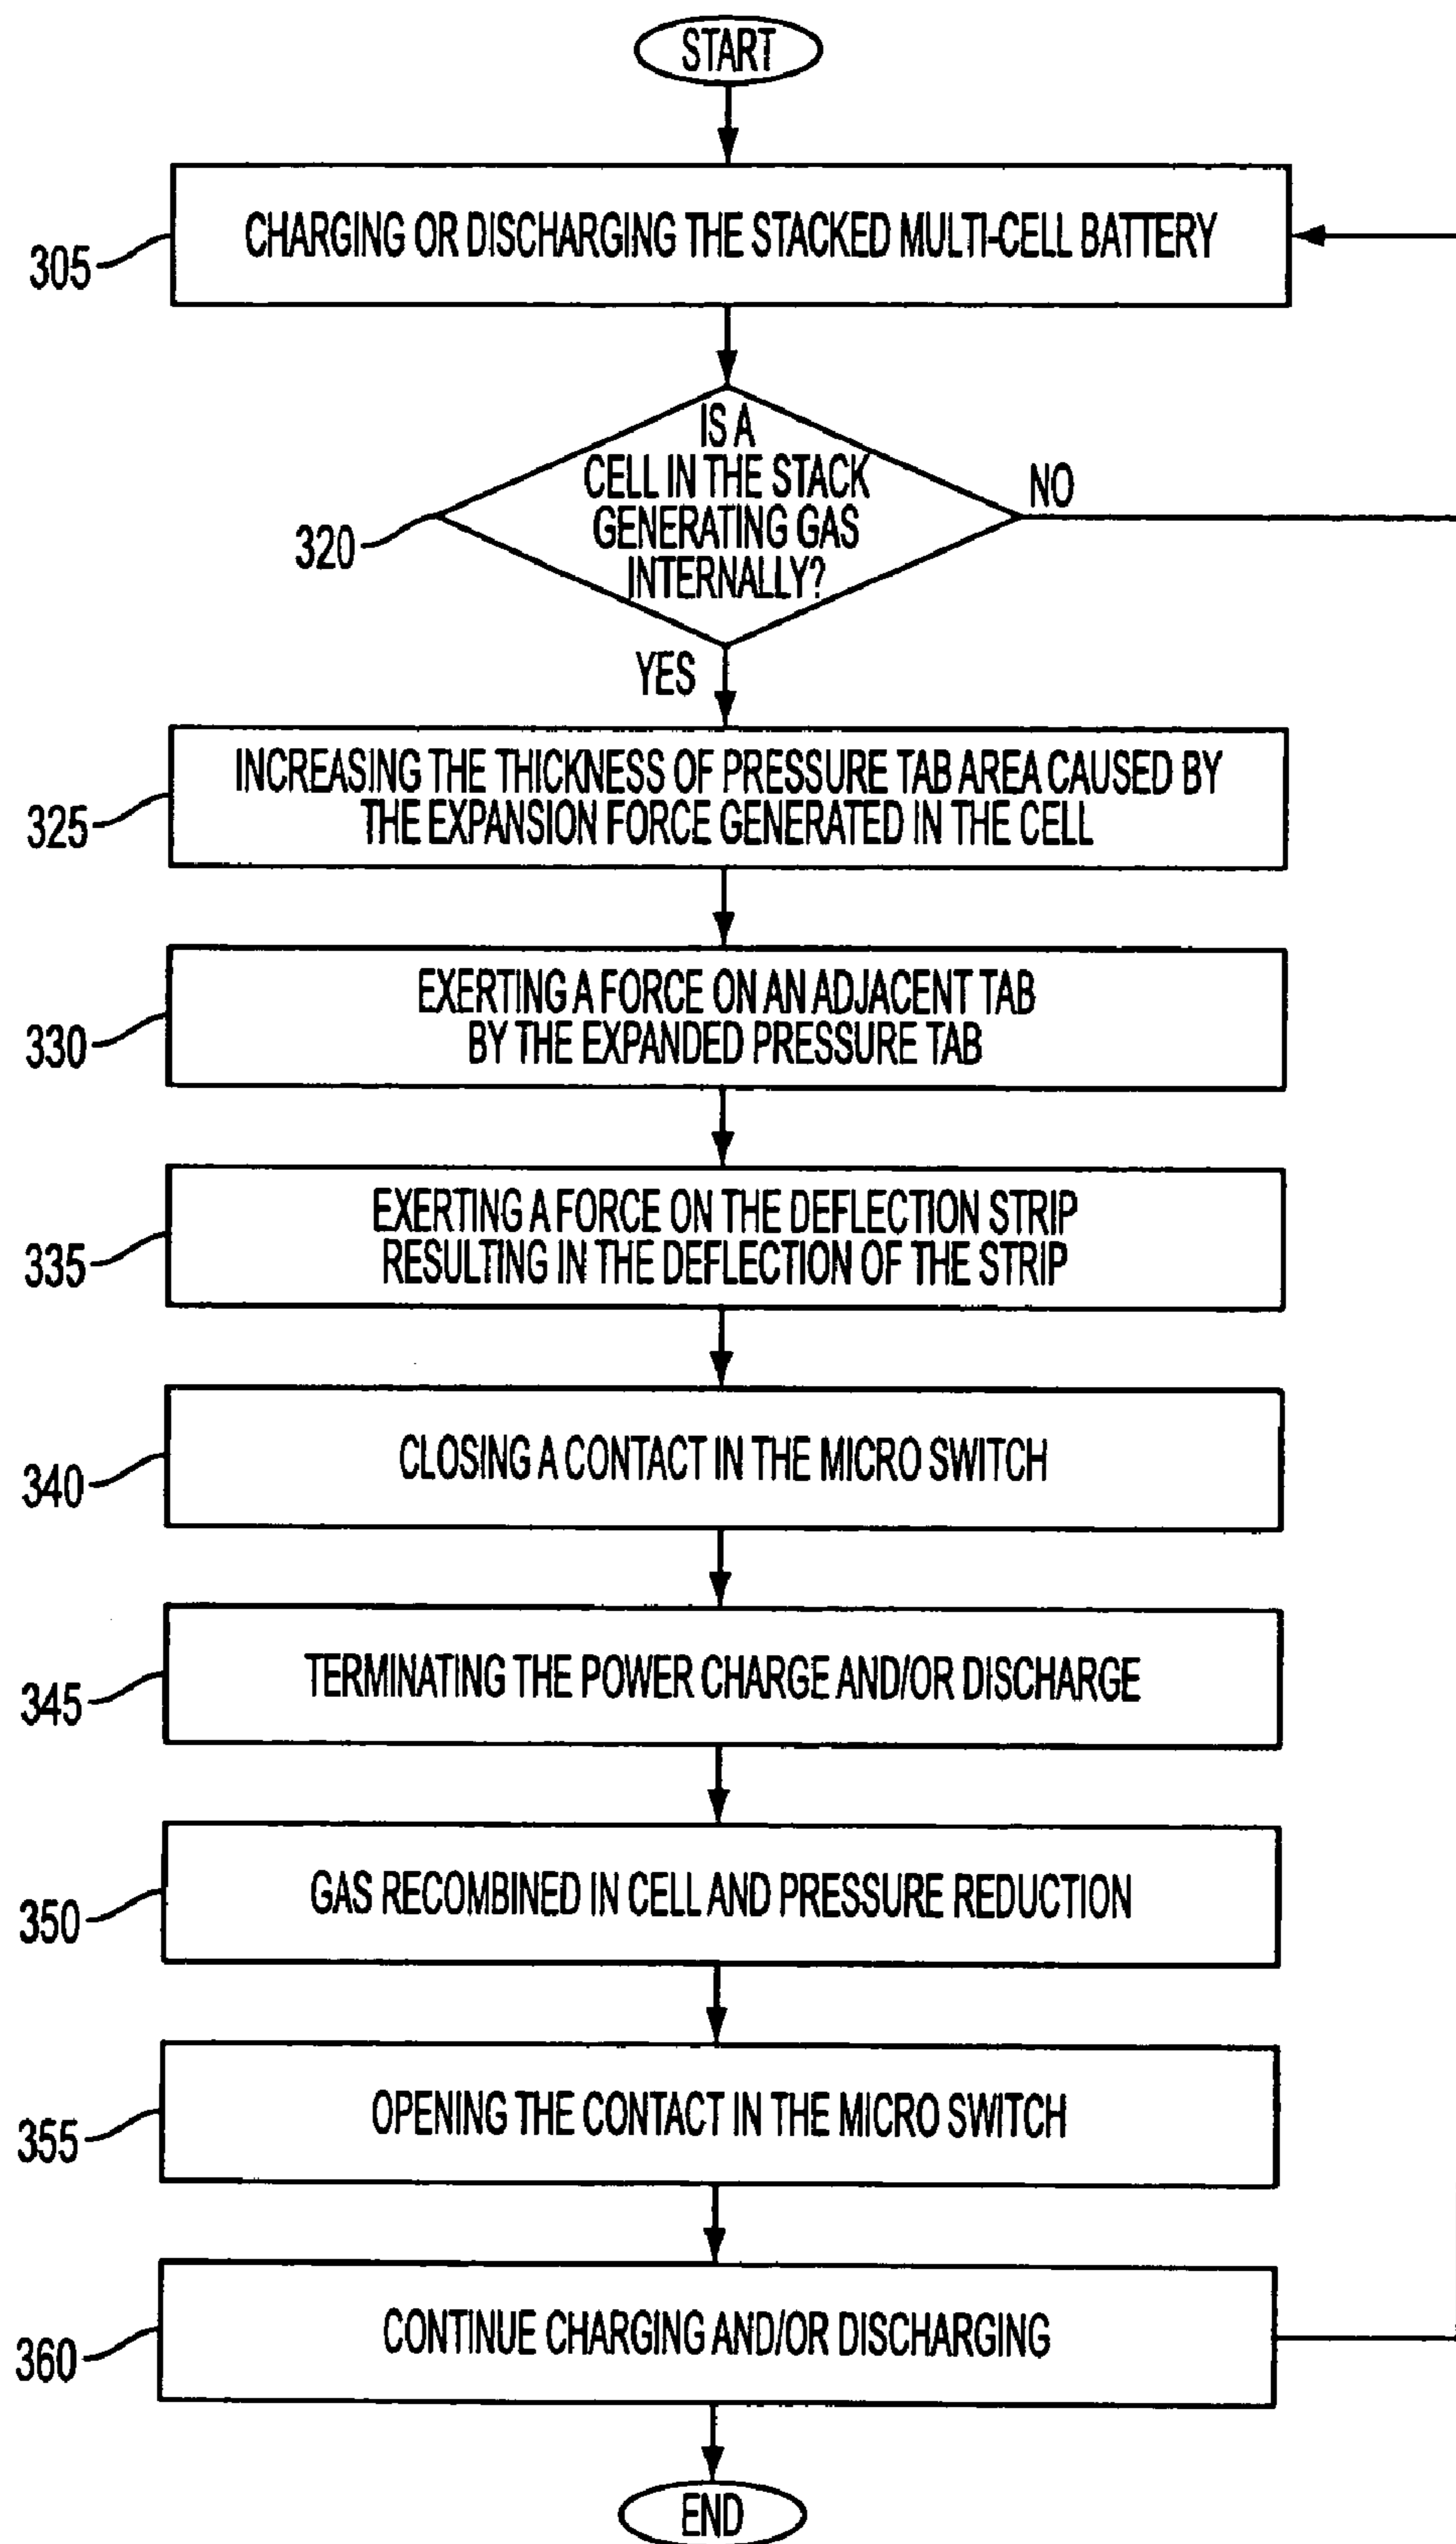 START
305
CHARGING OR DISCHARGING THE STACKED MULTI-CELL BATTERY
IS A
CELL IN THE STACK
GENERATING GAS
INTERNALLY?
320
NO
YES
325
INCREASING THE THICKNESS OF PRESSURE TAB AREA CAUSED BY
THE EXPANSION FORCE GENERATED IN THE CELL
330
EXERTING A FORCE ON AN ADJACENT TAB
BY THE EXPANDED PRESSURE TAB
335
EXERTING A FORCE ON THE DEFLECTION STRIP
RESULTING IN THE DEFLECTION OF THE STRIP
340
CLOSING A CONTACT IN THE MICRO SWITCH
345
TERMINATING THE POWER CHARGE AND/OR DISCHARGE
350
GAS RECOMBINED IN CELL AND PRESSURE REDUCTION
355
OPENING THE CONTACT IN THE MICRO SWITCH
360
CONTINUE CHARGING AND/OR DISCHARGING
END